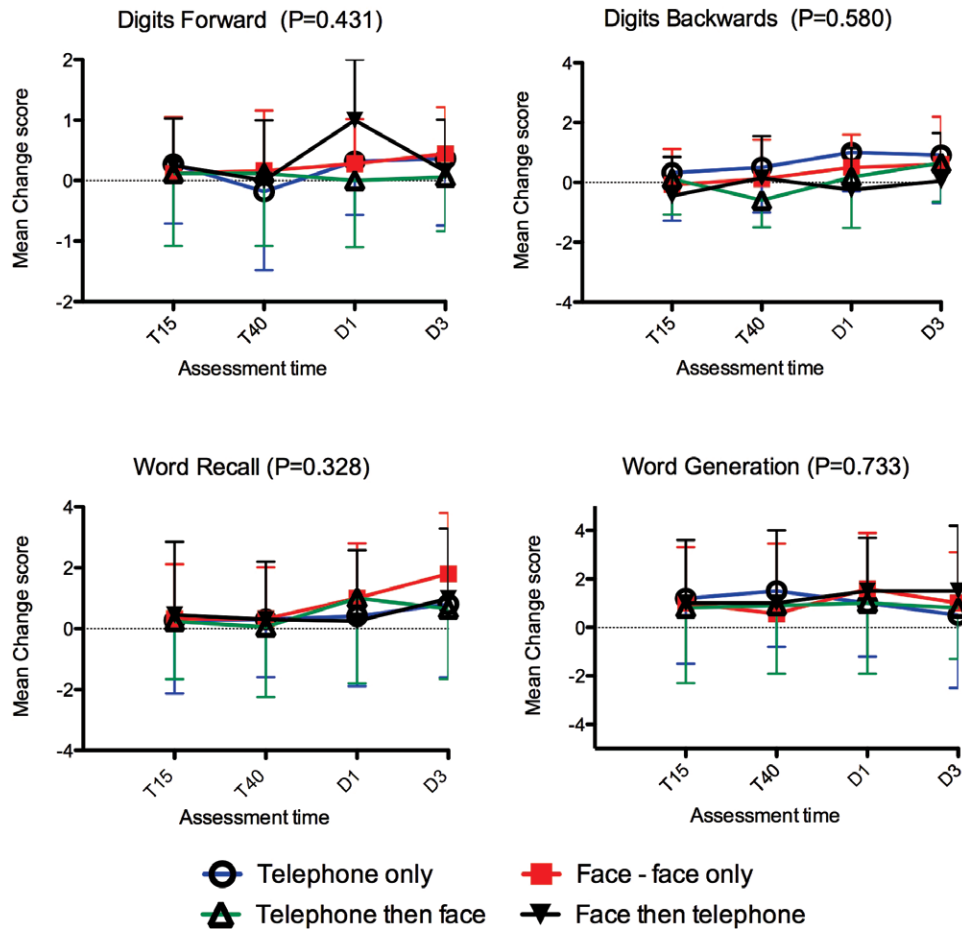 Digits Forward (P=0.431)
Mean Change score
2
1
0
-1
-2
T15
T40
D1
D3
Assessment time
Digits Backwards (P=0.580)
Mean Change score
4
2
0
-2
-4
T15
T40
D1
D3
Assessment time
Word Recall (P=0.328)
Mean Change score
4
2
0
-2
-4
T15
T40
D1
D3
Assessment time
Word Generation (P=0.733)
Mean Change score
4
2
0
-2
-4
T15
T40
D1
D3
Assessment time
Telephone only
Face - face only
Telephone then face
Face then telephone